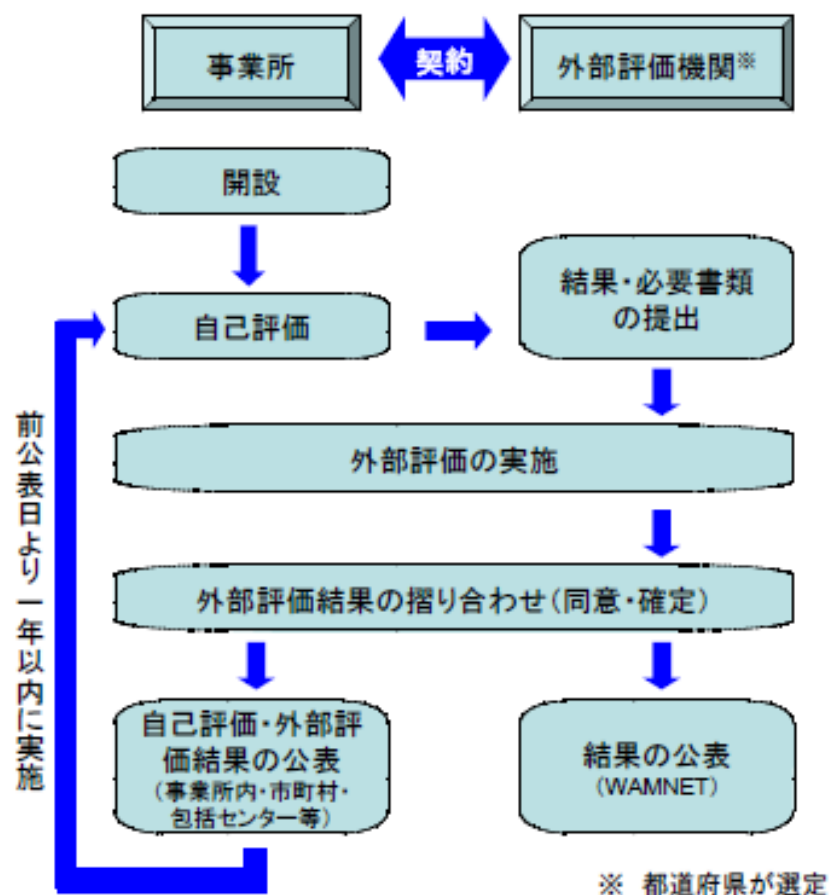 事業所
契約
外部評価機関※
開設
自己評価
結果・必要書類
の提出
外部評価の実施
外部評価結果の摺り合わせ(同意・確定)
自己評価・外部評
価結果の公表
(事業所内・市町村・
包括センター等)
結果の公表
(WAMNET)
前公表日より一年以内に実施
※ 都道府県が選定